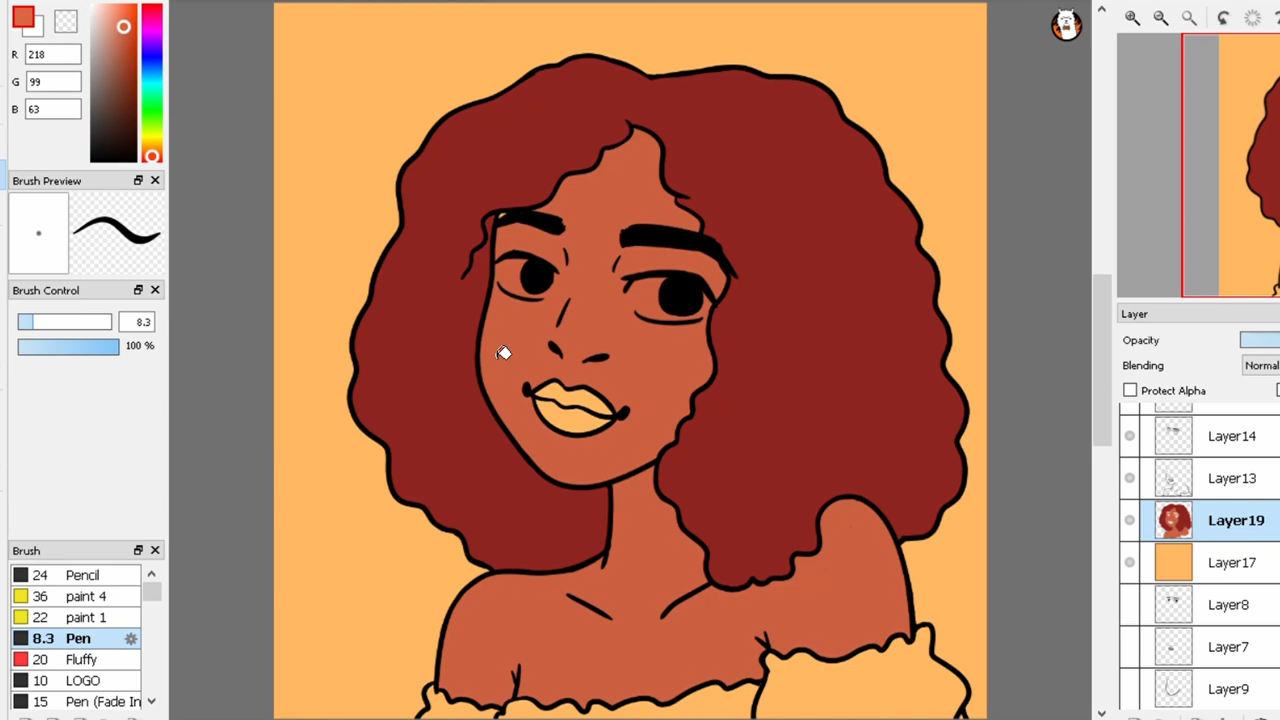 R 218
G 99
B 63
Brush Preview
Brush Control
8.3
100 %
Brush
24 Pencil
36 paint 4
22 paint 1
8.3 Pen
20 Fluffy
10 LOGO
15 Pen (Fade In
Layer
Opacity
Blending Normal
Protect Alpha
Layer14
Layer13
Layer19
Layer17
Layer8
Layer7
Layer9